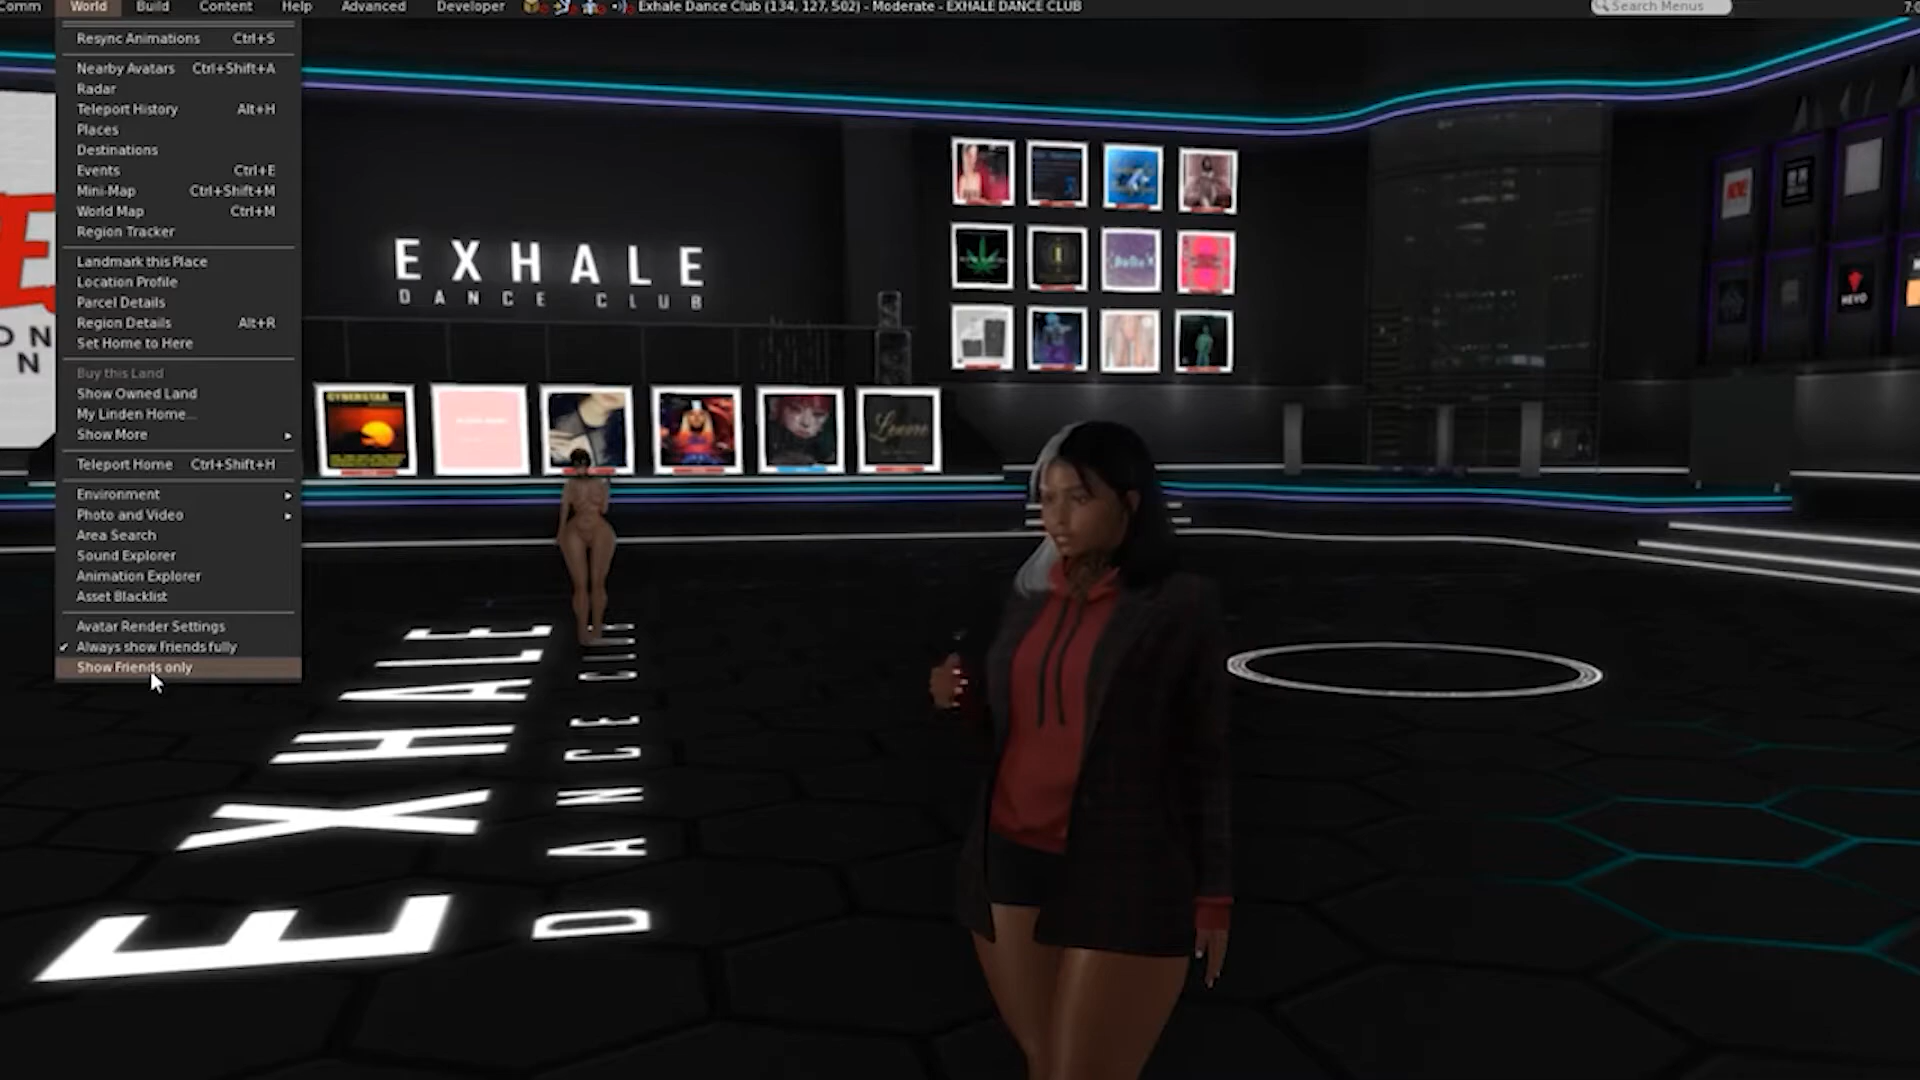 Comm World Build Content Help Advanced Developer Exhale Dance Club (134, 127, 502) - Moderate - EXHALE DANCE CLUB Search Menus
Resync Animations Ctrl+S
Nearby Avatars Ctrl+Shift+A
Radar
Teleport History Alt+H
Places
Destinations
Events Ctrl+E
Mini-Map Ctrl+Shift+M
World Map Ctrl+M
Region Tracker
Landmark this Place
Location Profile
Parcel Details
Region Details Alt+R
Set Home to Here
Buy this Land
Show Owned Land
My Linden Home...
Show More
Teleport Home Ctrl+Shift+H
Environment
Photo and Video
Area Search
Sound Explorer
Animation Explorer
Asset Blacklist
Avatar Render Settings
Always show Friends fully
Show Friends only
E
ON
N
EXHALE
DANCE CLUB
CYBERSTAR
EXHALE
DANCE CLUB